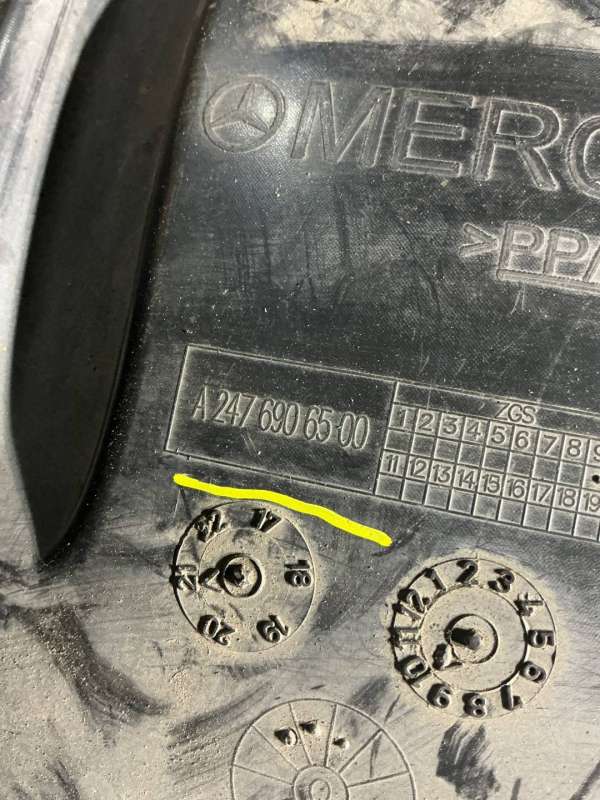 MERC
>PP
A 247 690 65-00
ZGS
1 2 3 4 5 6 7 8 9
11 12 13 14 15 16 17 18 19
17 18 19 20 21 22
1 2 3 4 5 6 7 8 9 10 11 12